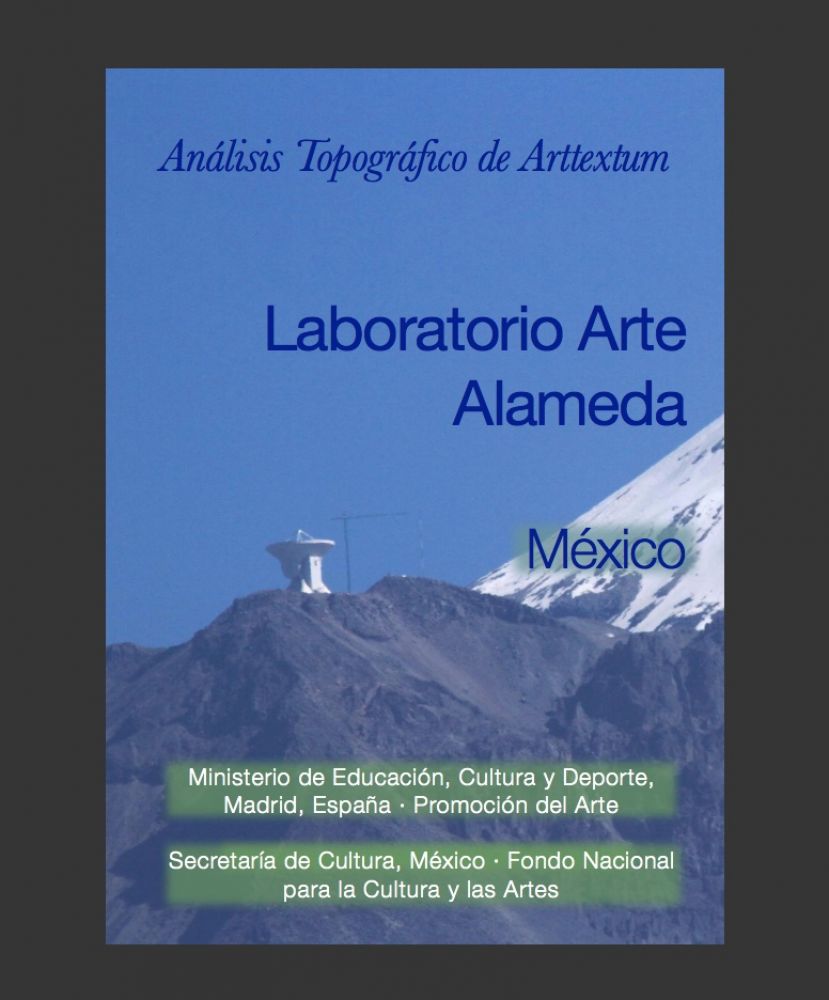 Análisis Topográfico de Arttextum
Laboratorio Arte
Alameda
México
Ministerio de Educación, Cultura y Deporte,
Madrid, España · Promoción del Arte
Secretaría de Cultura, México · Fondo Nacional
para la Cultura y las Artes